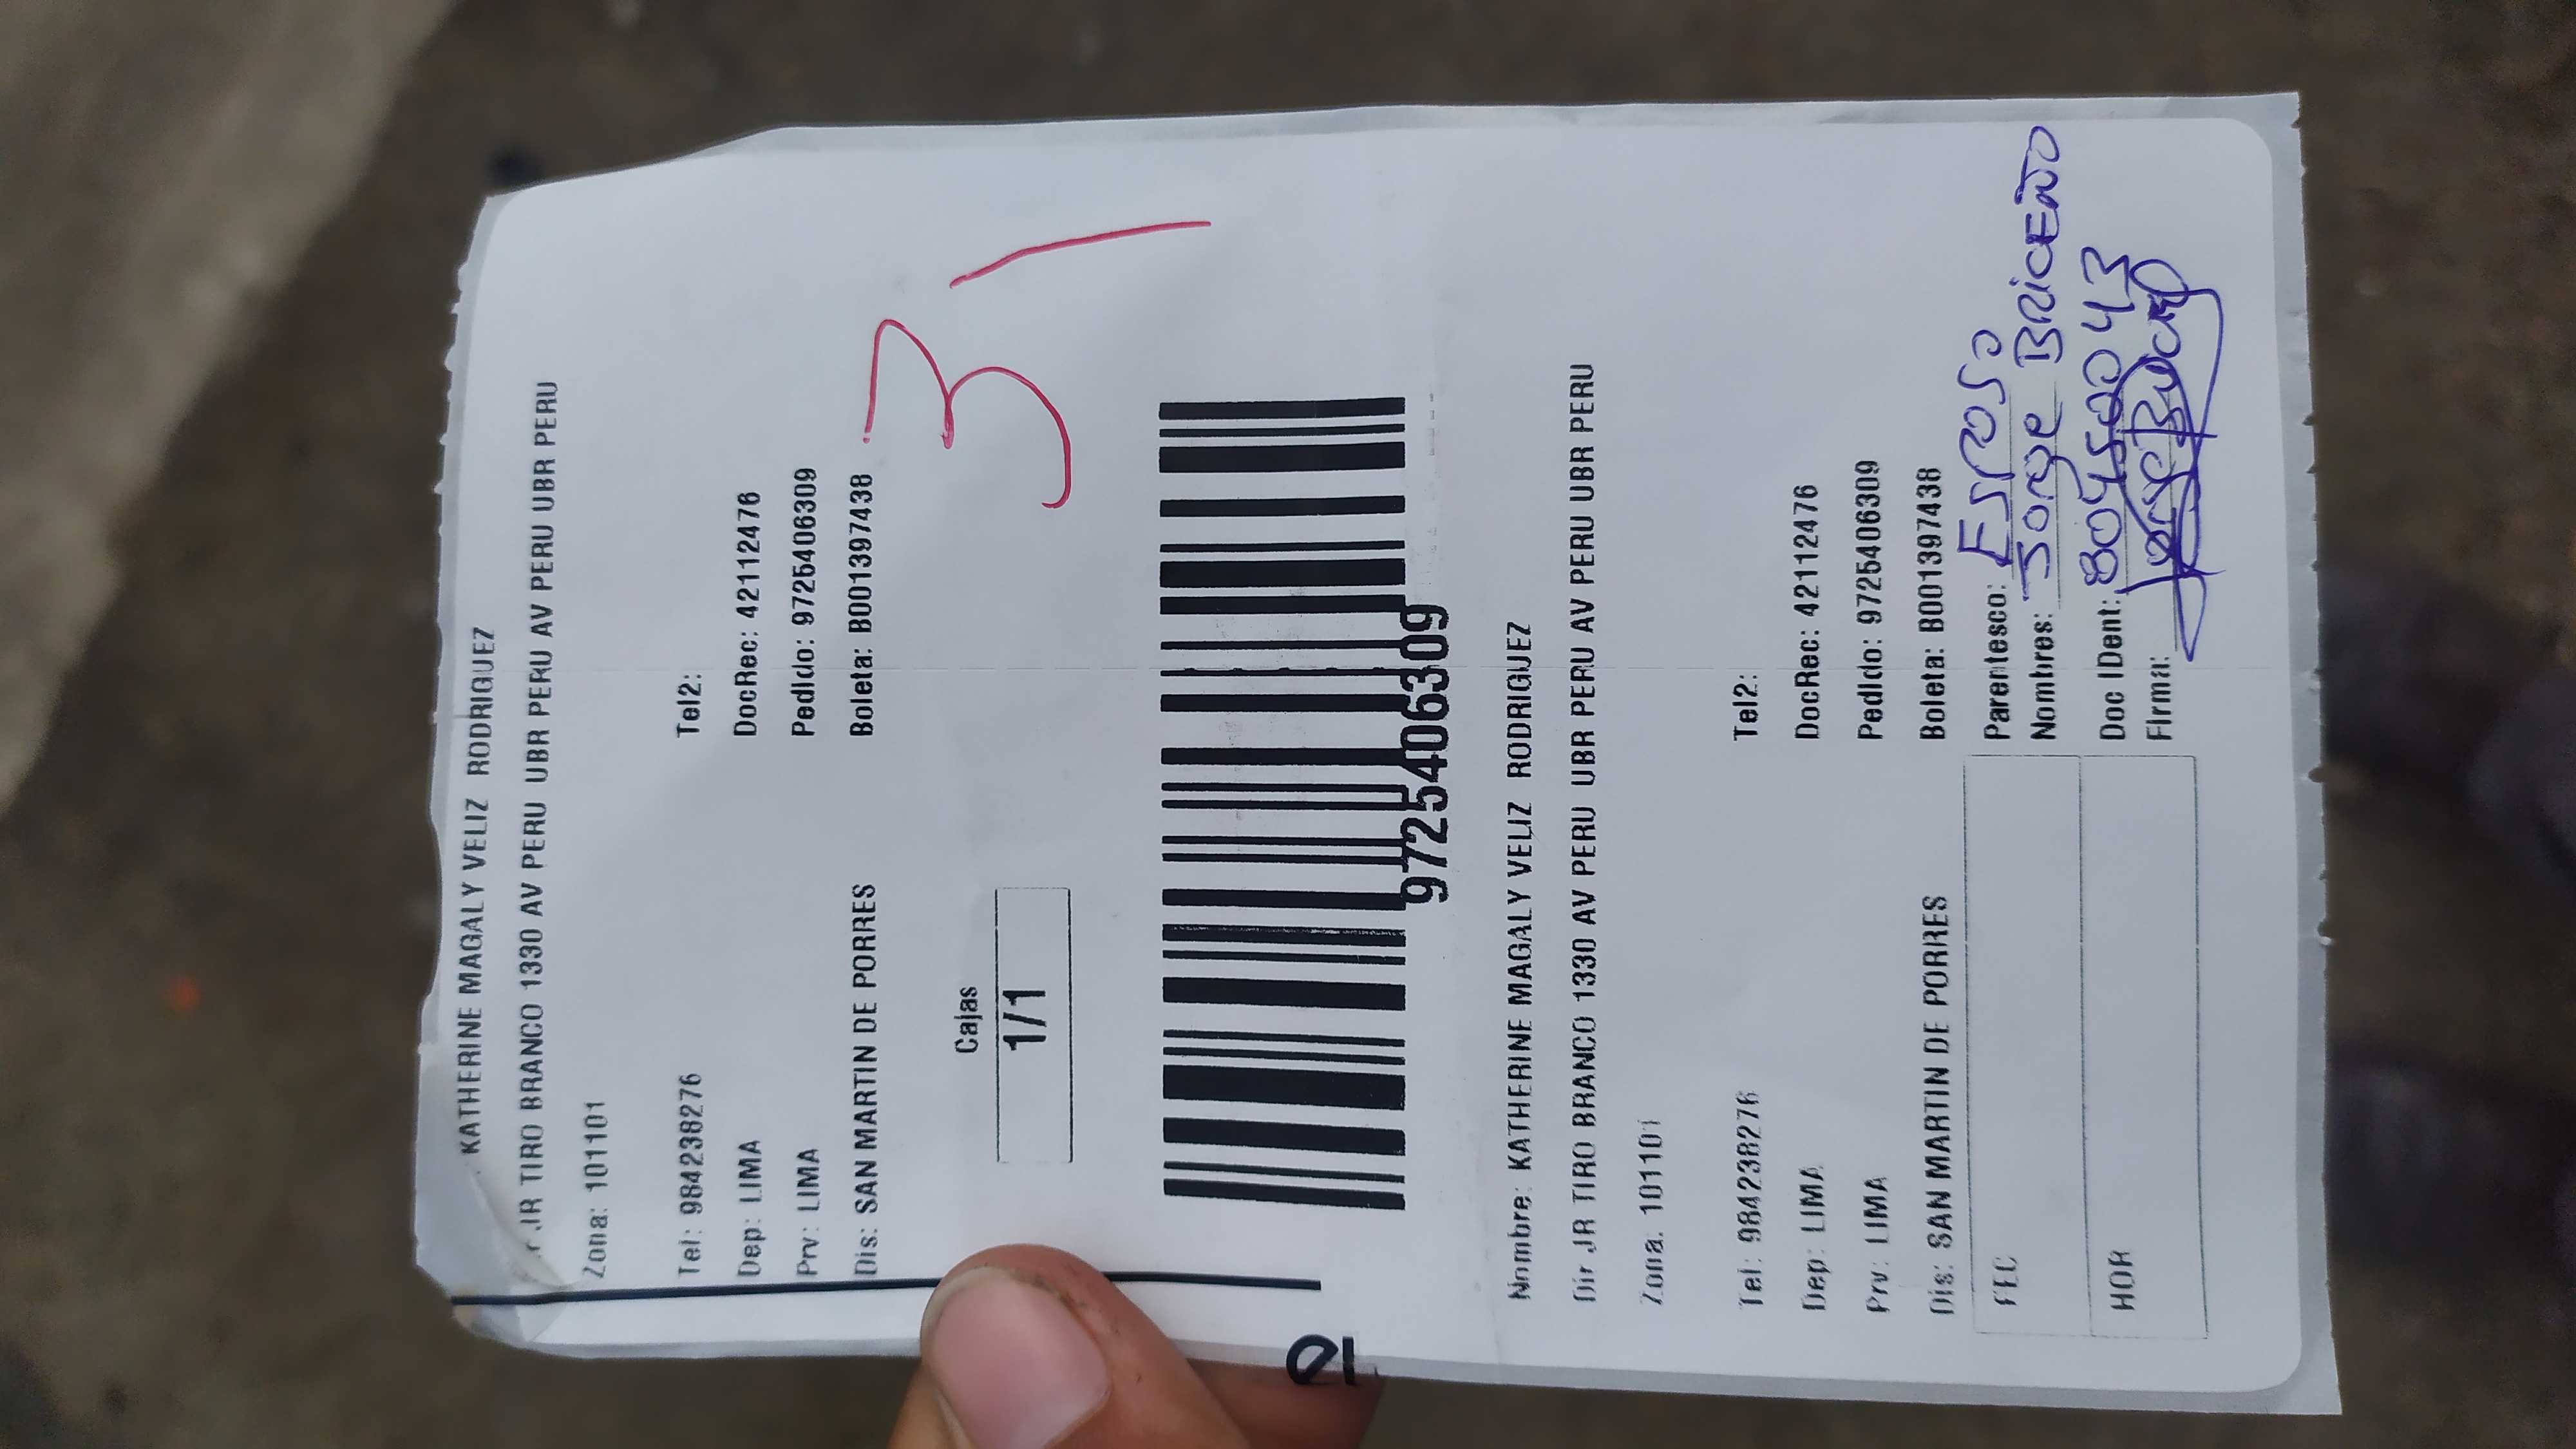 KATHERINE MAGALY VELIZ RODRIGUEZ
JR TIRO BRANCO 1330 AV PERU UBR PERU AV PERU UBR PERU
Zona: 101101
Tel: 984238276 Tel2:
Dep: LIMA DocRec: 42112476
Prv: LIMA Pedido: 9725406309
Dis: SAN MARTIN DE PORRES Boleta: B001397438
31
Cajas
1/1
9725406309
Nombre: KATHERINE MAGALY VELIZ RODRIGUEZ
Dir JR TIRO BRANCO 1330 AV PERU UBR PERU AV PERU UBR PERU
Zona: 101101
Tel: 984238276 Tel2:
Dep: LIMA DocRec: 42112476
Prv: LIMA Pedido: 9725406309
Dis: SAN MARTIN DE PORRES Boleta: B001397438
FEC Parentesco: Esposo
Nombres: Jorge BRICEÑO
HOR Doc IDent: 80450043
Firma: